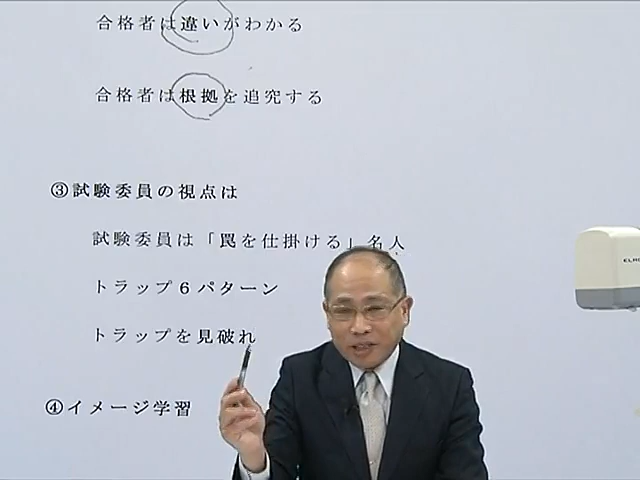 合格者は違いがわかる
合格者は根拠を追究する
③試験委員の視点は
試験委員は「罠を仕掛ける」名人
トラップ6パターン
トラップを見破れ
④イメージ学習
ELMO